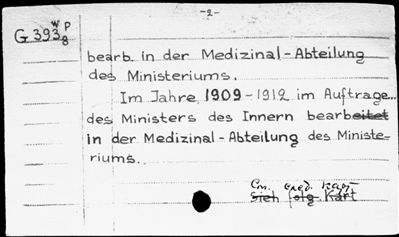 -2-
W P
G 393
8
bearb. in der Medizinal-Abteilung
des Ministeriums.
Im Jahre 1909-1912 im Auftrage
des Ministers des Innern bearbeitet
in der Medizinal-Abteilung des Ministe-
riums.
Sieh folg. Kart